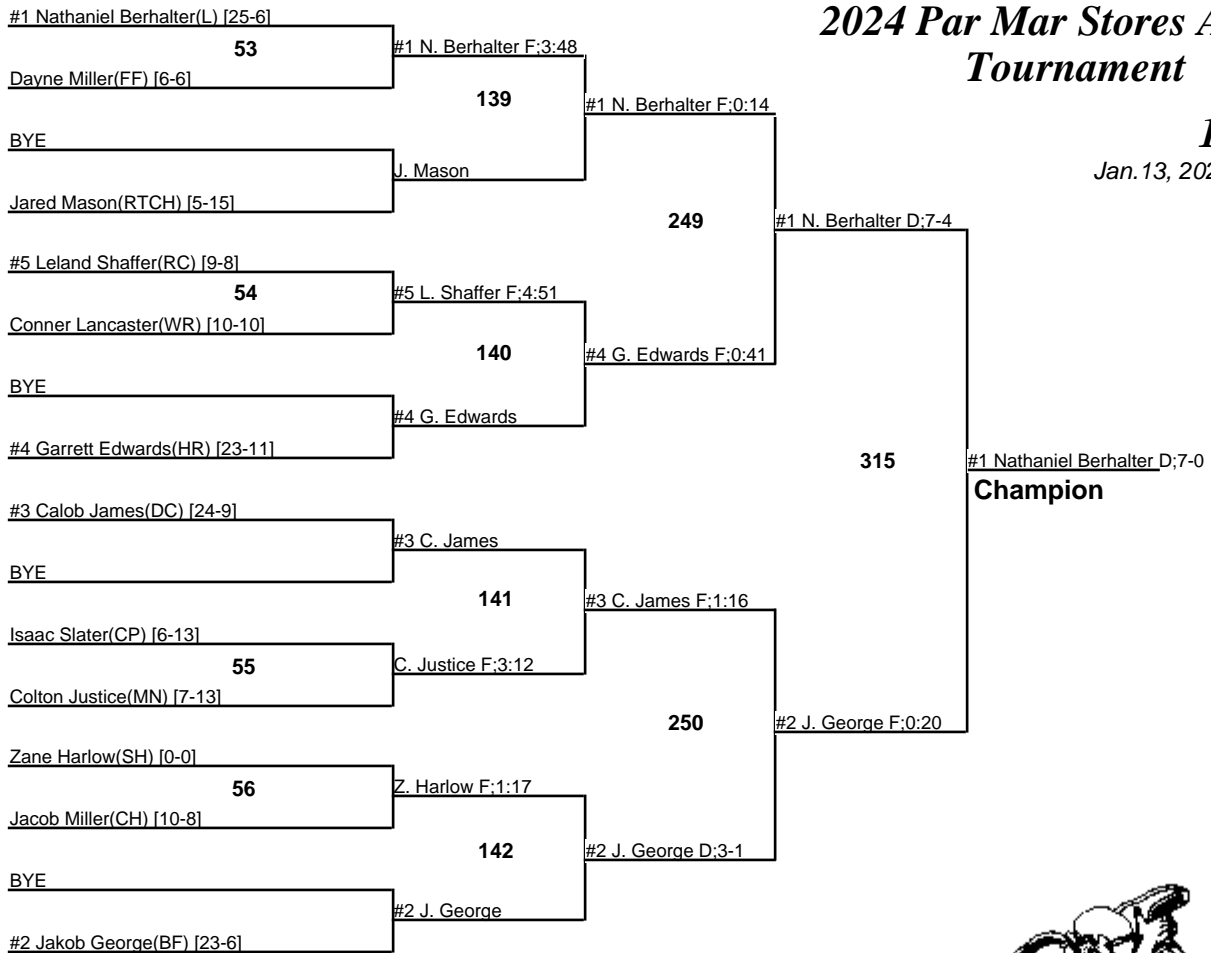 2024 Par Mar Stores
Tournament
Jan.13,
#1 Nathaniel Berhalter(L) [25-6]
53
Dayne Miller(FF) [6-6]
#1 N. Berhalter F;3:48
139
BYE
J. Mason
Jared Mason(RTCH) [5-15]
#1 N. Berhalter F;0:14
249
#5 Leland Shaffer(RC) [9-8]
54
Conner Lancaster(WR) [10-10]
#5 L. Shaffer F;4:51
140
BYE
#4 G. Edwards
#4 Garrett Edwards(HR) [23-11]
#4 G. Edwards F;0:41
#1 N. Berhalter D;7-4
315
#1 Nathaniel Berhalter D;7-0
Champion
#3 Calob James(DC) [24-9]
#3 C. James
BYE
141
Isaac Slater(CP) [6-13]
55
C. Justice F;3:12
Colton Justice(MN) [7-13]
#3 C. James F;1:16
250
#2 J. George F;0:20
Zane Harlow(SH) [0-0]
56
Z. Harlow F;1:17
Jacob Miller(CH) [10-8]
142
#2 J. George D;3-1
BYE
#2 J. George
#2 Jakob George(BF) [23-6]